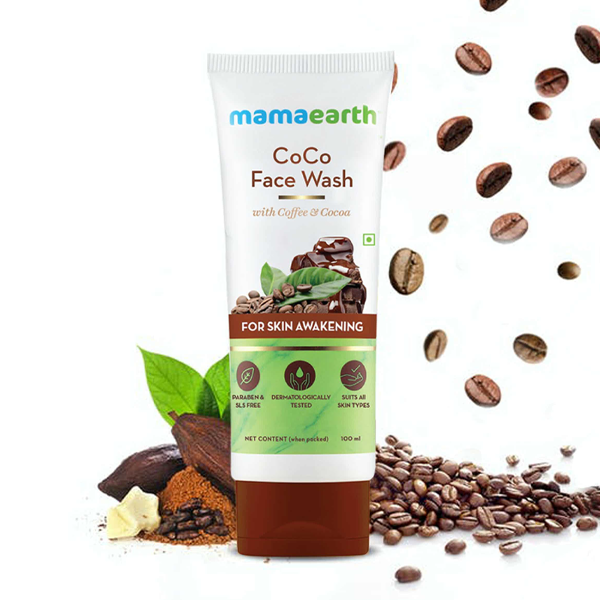 mamaearth
CoCo
Face Wash
with Coffee & Cocoa
FOR SKIN AWAKENING
PARABEN &
SLS FREE
DERMATOLOGICALLY
TESTED
SUITS All
SKIN TYPES
NET CONTENT (when packed) 100 ml